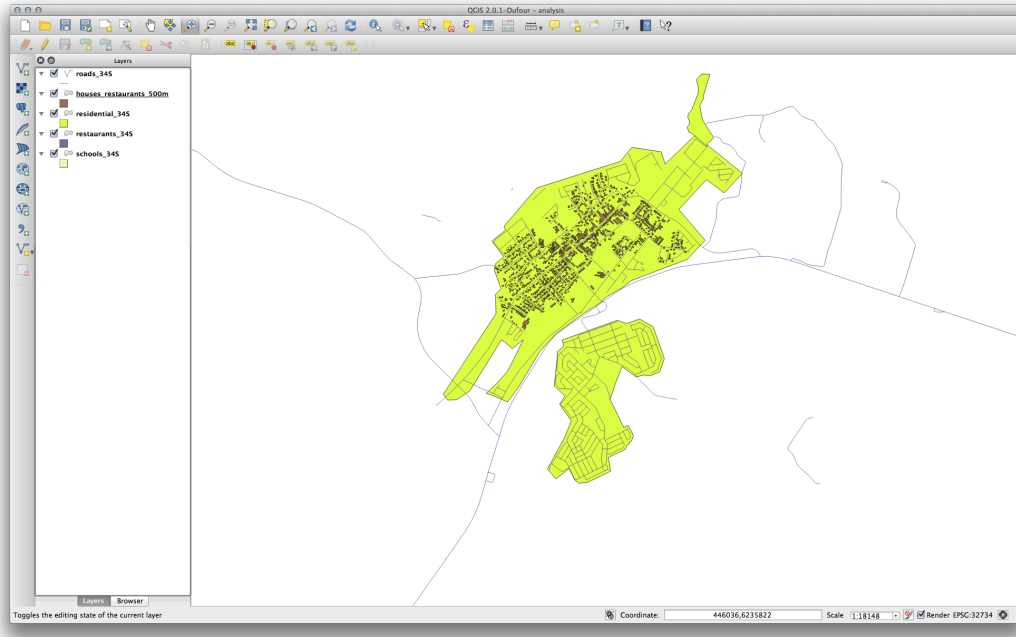 QGIS 2.0.1-Dufour - analysis
Layers
roads_34S
houses_restaurants_500m
residential_34S
restaurants_34S
schools_34S
Layers Browser
Toggles the editing state of the current layer Coordinate: 446036,6235822 Scale 1:18148 Render EPSG:32734